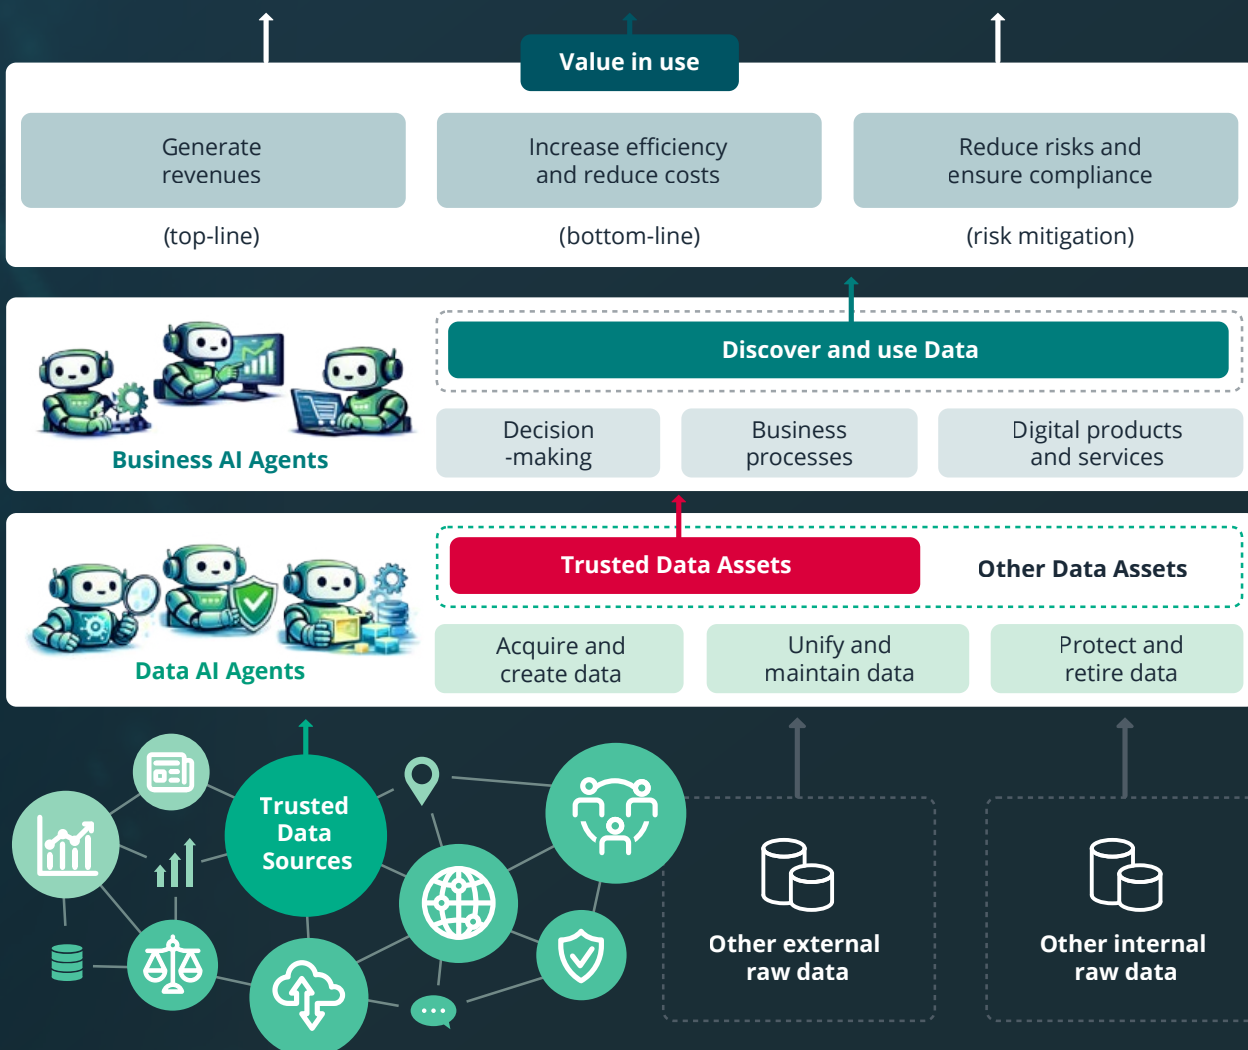 Value in use
Generate
revenues
Increase efficiency
and reduce costs
Reduce risks and
ensure compliance
(top-line)
(bottom-line)
(risk mitigation)
Discover and use Data
Decision
-making
Business
processes
Digital products
and services
Business AI Agents
Trusted Data Assets
Other Data Assets
Acquire and
create data
Unify and
maintain data
Protect and
retire data
Data AI Agents
Trusted
Data
Sources
Other external
raw data
Other internal
raw data